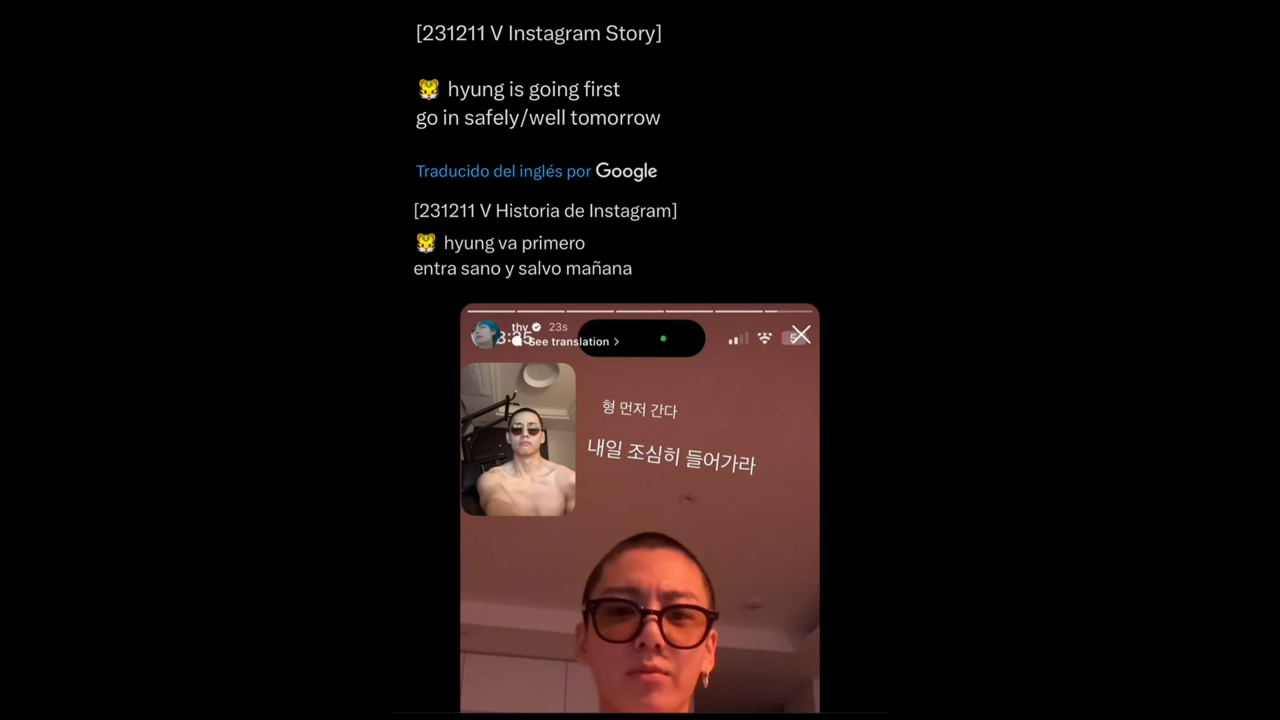 [231211 V Instagram Story]
🐯 hyung is going first
go in safely/well tomorrow
Traducido del inglés por Google
[231211 V Historia de Instagram]
🐯 hyung va primero
entra sano y salvo mañana
thv 23s
See translation >
형 먼저 간다
내일 조심히 들어가라